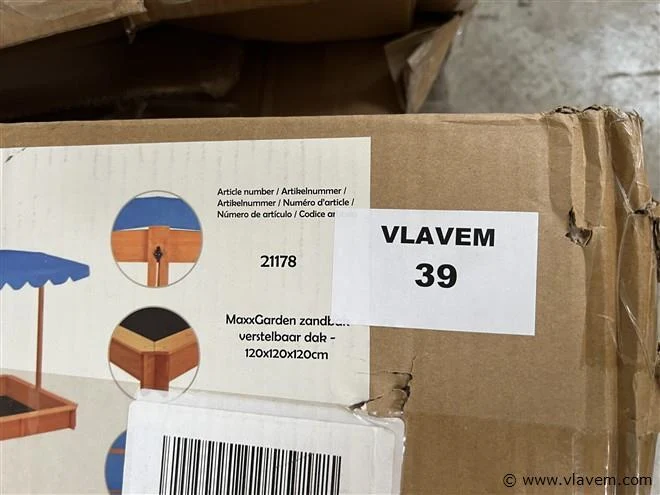 Article number / Artikelnummer /
Artikelnummer / Numéro d'article /
Número de artículo / Codice
21178
MaxxGarden
verstelbaar dak -
120x120x120cm
VLAVEM
39
© www.vlavem.com